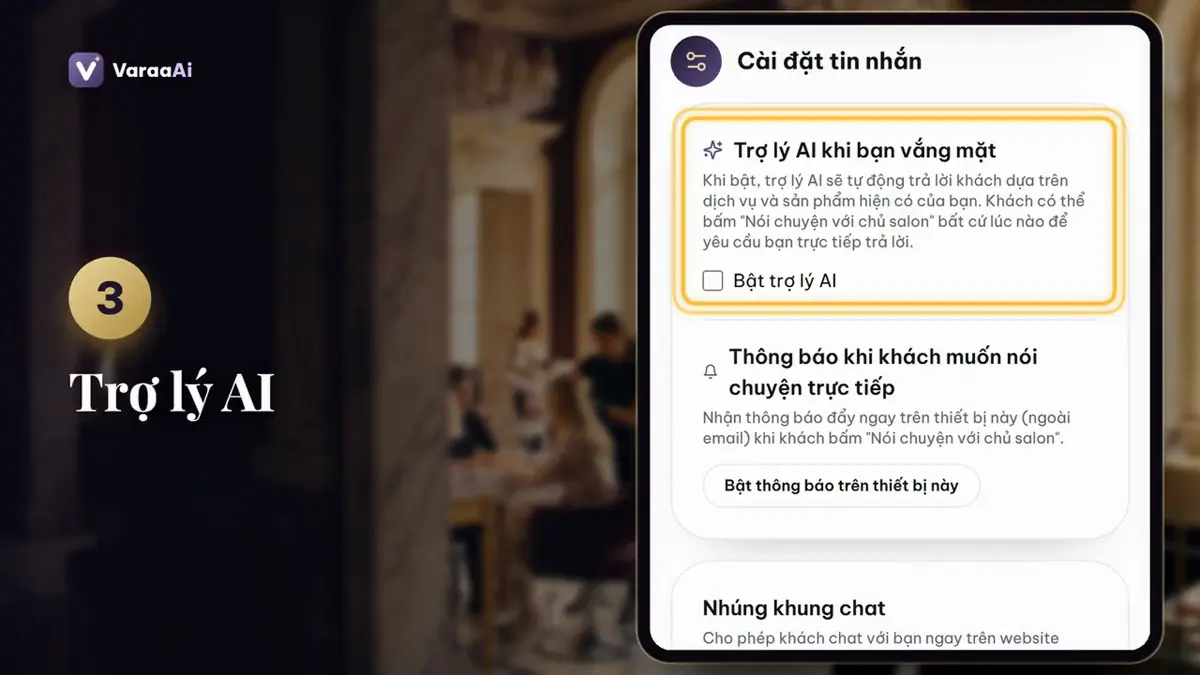 VaraaAi
3
Trợ lý AI
Cài đặt tin nhắn
Trợ lý AI khi bạn vắng mặt
Khi bật, trợ lý AI sẽ tự động trả lời khách dựa trên
dịch vụ và sản phẩm hiện có của bạn. Khách có thể
bấm "Nói chuyện với chủ salon" bất cứ lúc nào để
yêu cầu bạn trực tiếp trả lời.
Bật trợ lý AI
Thông báo khi khách muốn nói
chuyện trực tiếp
Nhận thông báo đẩy ngay trên thiết bị này (ngoài
email) khi khách bấm "Nói chuyện với chủ salon".
Bật thông báo trên thiết bị này
Nhúng khung chat
Cho phép khách chat với bạn ngay trên website